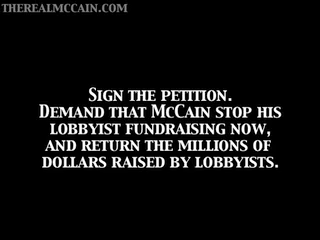 THEREALMCCAIN.COM
SIGN THE PETITION.
DEMAND THAT MCCAIN STOP HIS
LOBBYIST FUNDRAISING NOW,
AND RETURN THE MILLIONS OF
DOLLARS RAISED BY LOBBYISTS.